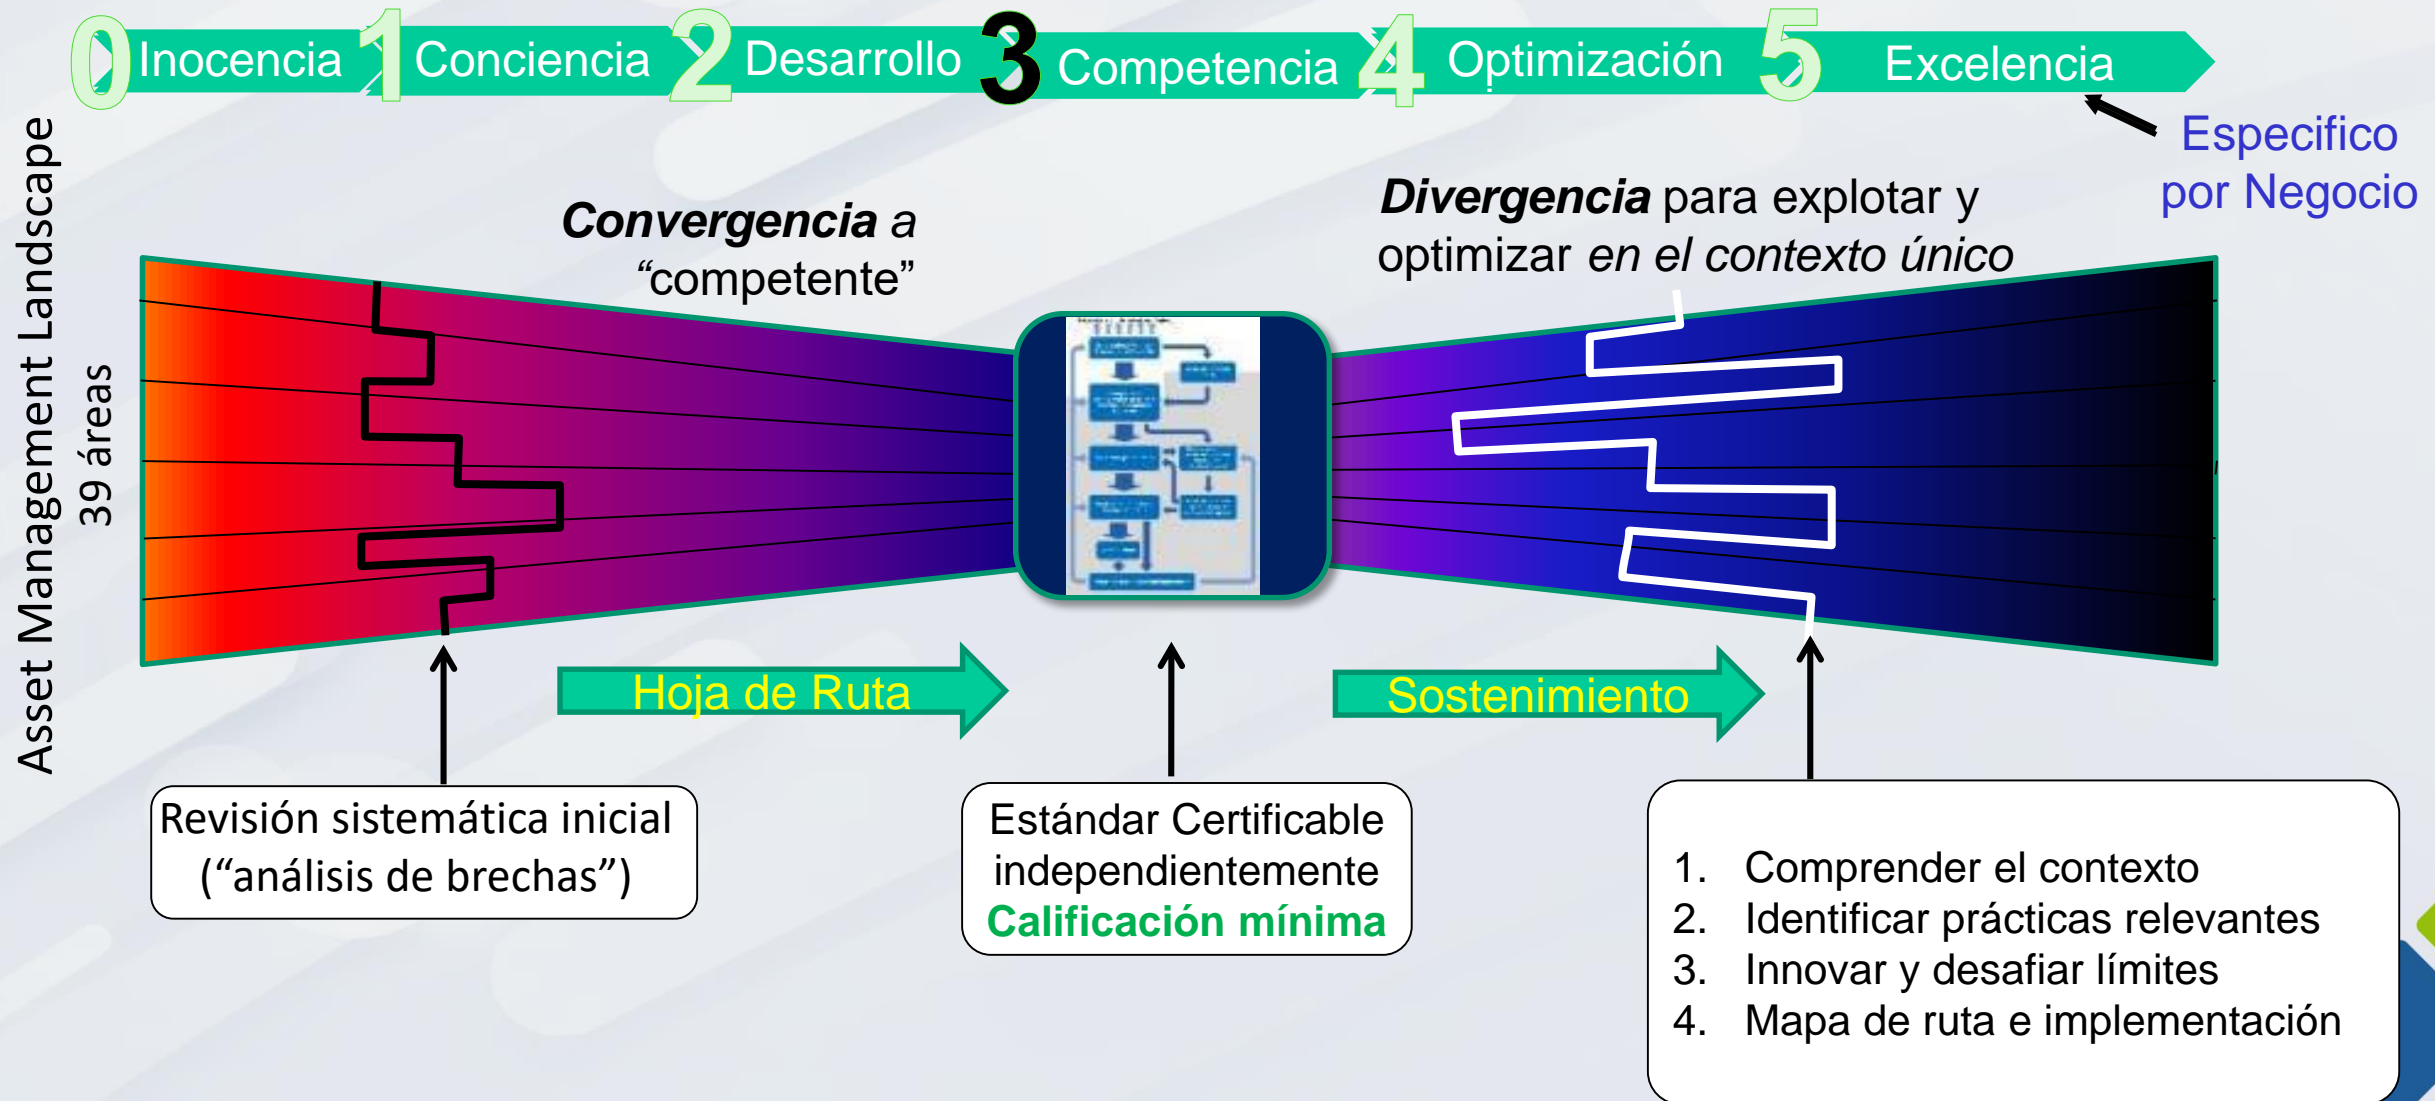 0 Inocencia 1 Conciencia 2 Desarrollo 3 Competencia 4 Optimización 5 Excelencia
Especifico
por Negocio
Asset Management Landscape
39 áreas
Convergencia a
“competente”
Divergencia para explotar y
optimizar en el contexto único
Hoja de Ruta
Sostenimiento
Revisión sistemática inicial
(“análisis de brechas”)
Estándar Certificable
independientemente
Calificación mínima
1. Comprender el contexto
2. Identificar prácticas relevantes
3. Innovar y desafiar límites
4. Mapa de ruta e implementación